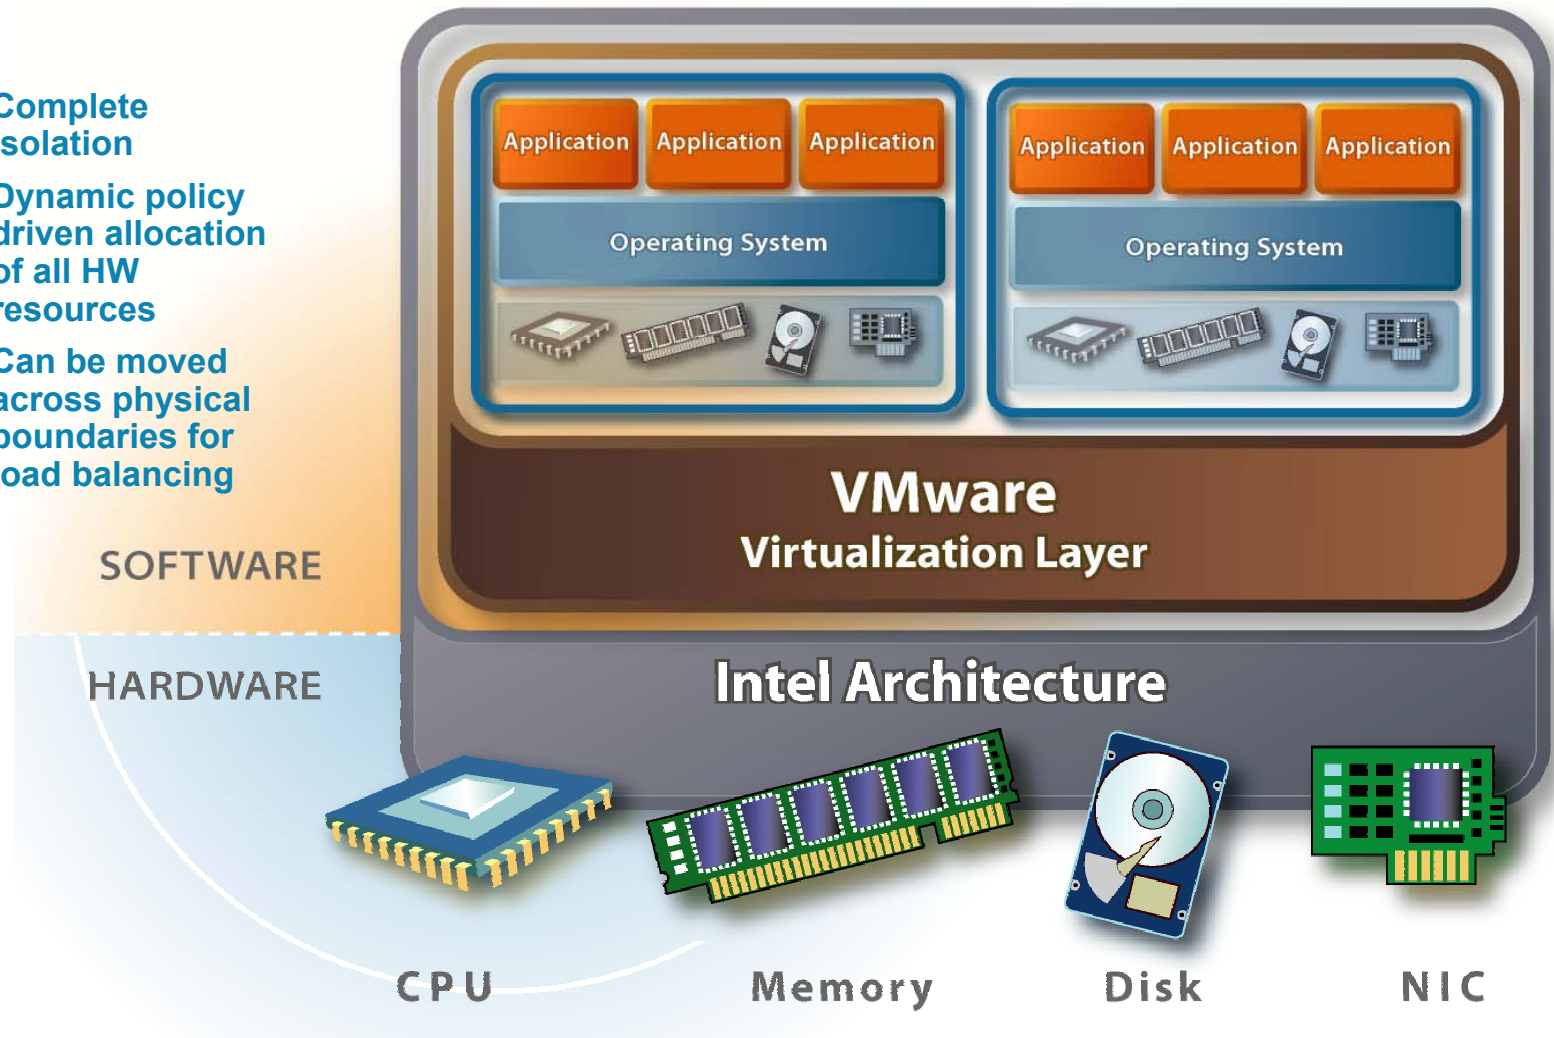 Complete
isolation
Dynamic policy
driven allocation
of all HW
resources
Can be moved
across physical
boundaries for
load balancing
SOFTWARE
HARDWARE
Application Application Application
Operating System
Application Application Application
Operating System
VMware
Virtualization Layer
Intel Architecture
CPU Memory Disk NIC